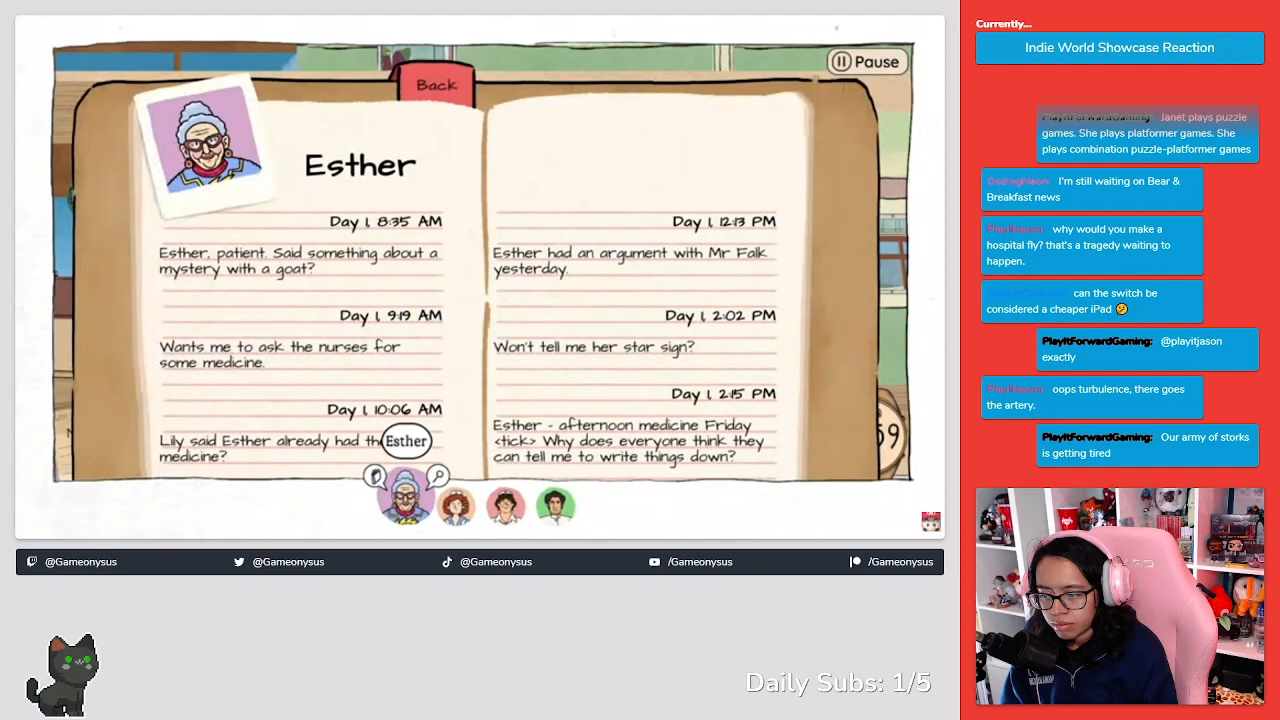 Pause
Back
Esther
Day 1, 8:35 AM
Esther, patient. Said something about a
mystery with a goat?
Day 1, 9:19 AM
Wants me to ask the nurses for
some medicine.
Day 1, 10:06 AM
Lily said Esther already had th
medicine?
Esther
Day 1, 12:13 PM
Esther had an argument with Mr Falk
yesterday.
Day 1, 2:02 PM
Won't tell me her star sign?
Day 1, 2:15 PM
Esther - afternoon medicine Friday
<tick> Why does everyone think they
can tell me to write things down?
59
@Gameonysus
@Gameonysus
@Gameonysus
/Gameonysus
/Gameonysus
Daily Subs: 1/5
Currently...
Indie World Showcase Reaction
PlayItForwardGaming: Janet plays puzzle
games. She plays platformer games. She
plays combination puzzle-platformer games
I'm still waiting on Bear &
Breakfast news
PlayItJason: why would you make a
hospital fly? that's a tragedy waiting to
happen.
can the switch be
considered a cheaper iPad
PlayItForwardGaming: @playitjason
exactly
PlayItJason: oops turbulence, there goes
the artery.
PlayItForwardGaming: Our army of storks
is getting tired